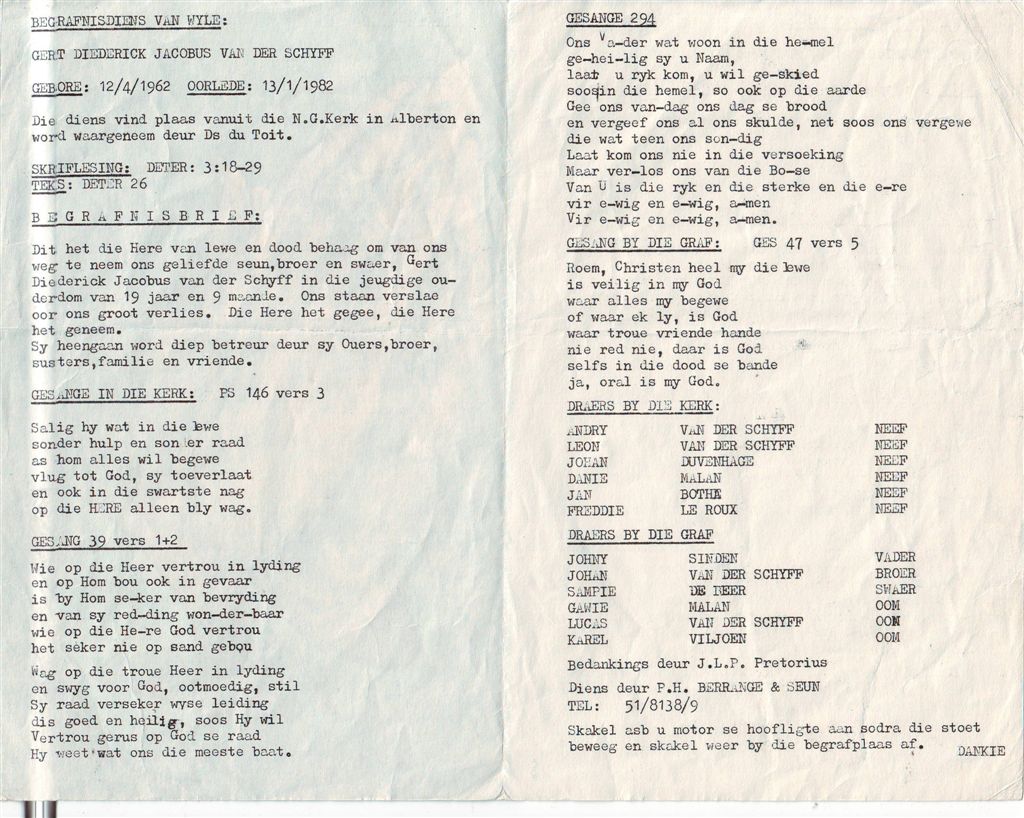 BEGRAFNISDIENS VAN WYLE:
GERT DIEDERICK JACOBUS VAN DER SCHYFF
GEBORE: 12/4/1962 OORLEDE: 13/1/1982
Die diens vind plaas vanuit die N.G.Kerk in Alberton en
word waargeneem deur Ds du Toit.
SKRIFLESING: DETER: 3:18-29
TEKS: DETER 26
B E G R A F N I S B R I E F:
Dit het die Here van lewe en dood behaag om van ons
weg te neem ons geliefde seun,broer en swaer, Gert
Diederick Jacobus van der Schyff in die jeugdige ou-
derdom van 19 jaar en 9 maande. Ons staan verslae
oor ons groot verlies. Die Here het gegee, die Here
het geneem.
Sy heengaan word diep betreur deur sy Ouers,broer,
susters,familie en vriende.
GESANGE IN DIE KERK: PS 146 vers 3
Salig hy wat in die lewe
sonder hulp en sonder raad
as hom alles wil begewe
vlug tot God, sy toeverlaat
en ook in die swartste nag
op die HERE alleen bly wag.
GESANG 39 vers 1+2
Wie op die Heer vertrou in lyding
en op Hom bou ook in gevaar
is by Hom se-ker van bevryding
en van sy red-ding won-der-baar
wie op die He-re God vertrou
het seker nie op sand gebou
Wag op die troue Heer in lyding
en swyg voor God, ootmoedig, stil
Sy raad verseker wyse leiding
dis goed en heilig, soos Hy wil
Vertrou gerus op God se raad
Hy weet wat ons die meeste baat.
GESANGE 294
Ons Va-der wat woon in die he-mel
ge-hei-lig sy u Naam,
laat u ryk kom, u wil ge-skied
soos in die hemel, so ook op die aarde
Gee ons van-dag ons dag se brood
en vergeef ons al ons skulde, net soos ons vergewe
die wat teen ons son-dig
Laat kom ons nie in die versoeking
Maar ver-los ons van die Bo-se
Van U is die ryk en die sterke en die e-re
vir e-wig en e-wig, a-men
Vir e-wig en e-wig, a-men.
GESANG BY DIE GRAF: GES 47 vers 5
Roem, Christen heel my die lewe
is veilig in my God
waar alles my begewe
of waar ek ly, is God
waar troue vriende hande
nie red nie, daar is God
selfs in die dood se bande
ja, oral is my God.
DRAERS BY DIE KERK:
ANDRY VAN DER SCHYFF NEEF
LEON VAN DER SCHYFF NEEF
JOHAN DUVENHAGE NEEF
DANIE MALAN NEEF
JAN BOTHA NEEF
FREDDIE LE ROUX NEEF
DRAERS BY DIE GRAF
JOHNY SINDEN VADER
JOHAN VAN DER SCHYFF BROER
SAMPIE DE BEER SWAER
GAWIE MALAN OOM
LUCAS VAN DER SCHYFF OOM
KAREL VILJOEN OOM
Bedankings deur J.L.P. Pretorius
Diens deur P.H. BERRANGE & SEUN
TEL: 51/8138/9
Skakel asb u motor se hoofligte aan sodra die stoet
beweeg en skakel weer by die begrafplaas af. DANKIE